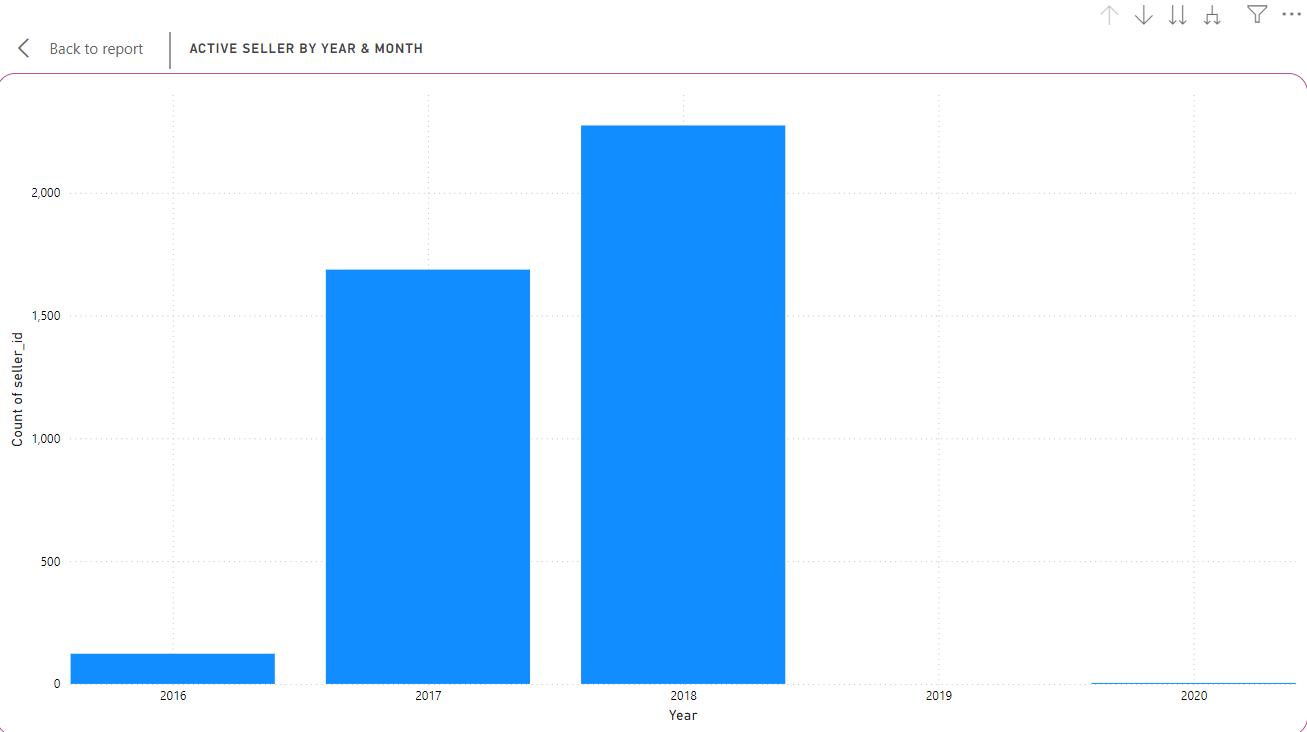 Back to report
ACTIVE SELLER BY YEAR & MONTH
Count of seller_id
2,000
1,500
1,000
500
0
2016 2017 2018 2019 2020
Year